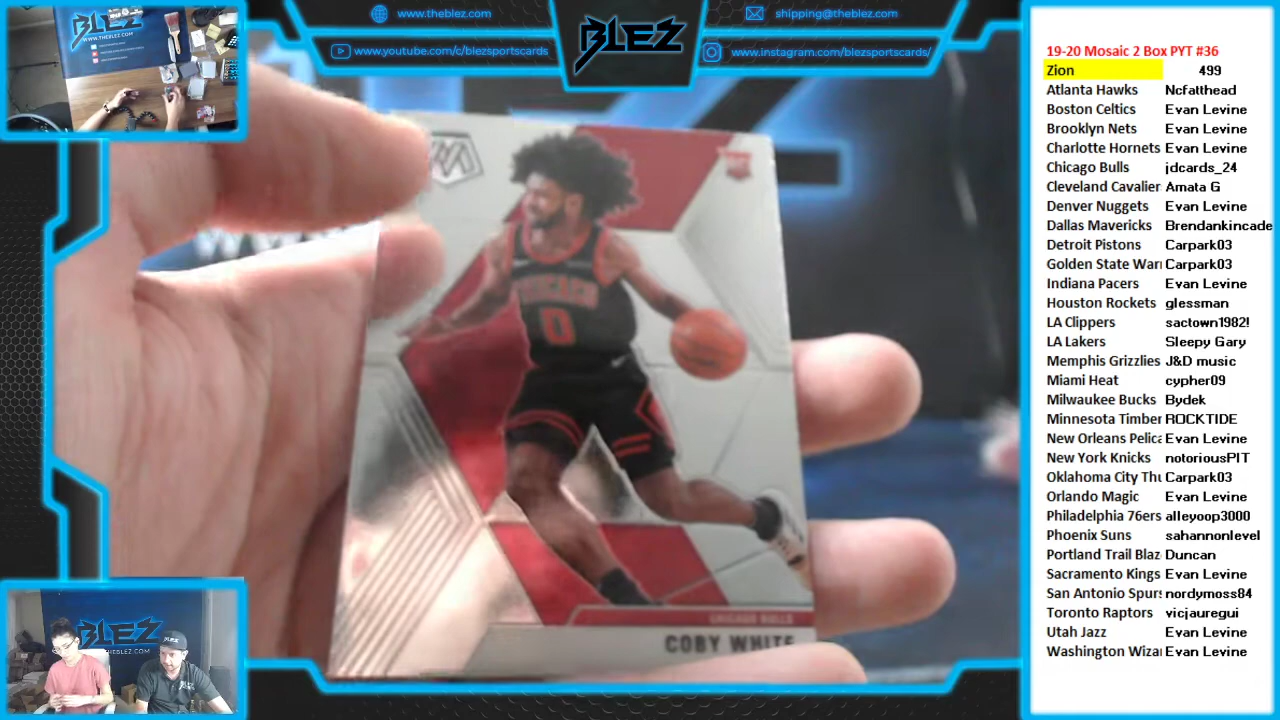 www.theblez.com
shipping@theblez.com
www.youtube.com/c/blezsportscards
BLEZ
www.instagram.com/blezsportscards/
BLEZ
CHICAGO
0
CHICAGO BULLS
COBY WHITE
BLEZ
19-20 Mosaic 2 Box PYT #36
Zion 499
Atlanta Hawks Ncfatthead
Boston Celtics Evan Levine
Brooklyn Nets Evan Levine
Charlotte Hornets Evan Levine
Chicago Bulls jdcards_24
Cleveland Cavalier Amata G
Denver Nuggets Evan Levine
Dallas Mavericks Brendankincade
Detroit Pistons Carpark03
Golden State Warr Carpark03
Indiana Pacers Evan Levine
Houston Rockets glessman
LA Clippers sactown1982!
LA Lakers Sleepy Gary
Memphis Grizzlies J&D music
Miami Heat cypher09
Milwaukee Bucks Bydek
Minnesota Timber ROCKTIDE
New Orleans Pelica Evan Levine
New York Knicks notoriousPIT
Oklahoma City Thu Carpark03
Orlando Magic Evan Levine
Philadelphia 76ers alleyoop3000
Phoenix Suns sahannonlevel
Portland Trail Blaz Duncan
Sacramento Kings Evan Levine
San Antonio Spurs nordymoss84
Toronto Raptors vicjauregui
Utah Jazz Evan Levine
Washington Wizar Evan Levine